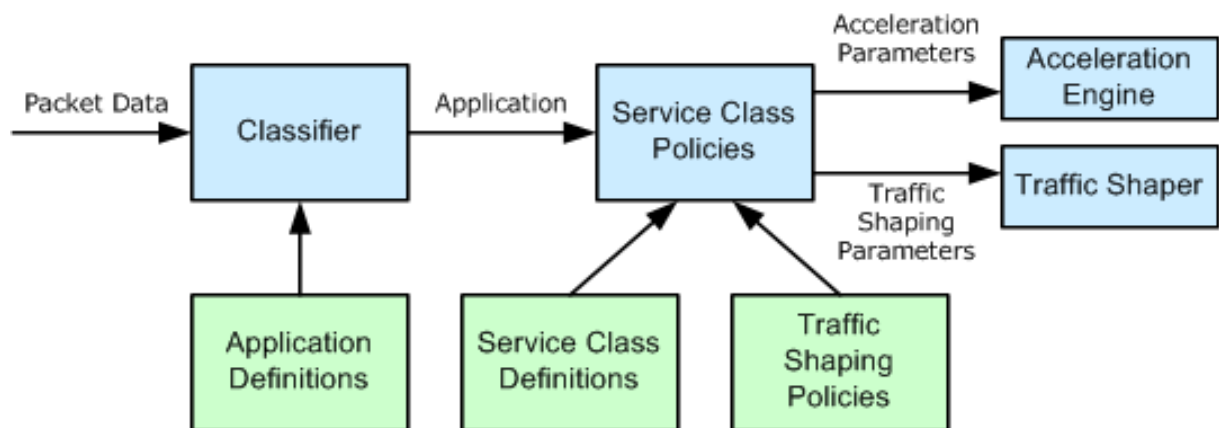 Acceleration
Parameters
Acceleration
Engine
Packet Data
Classifier
Application
Service Class
Policies
Traffic Shaper
Traffic
Shaping
Parameters
Application
Definitions
Service Class
Definitions
Traffic
Shaping
Policies